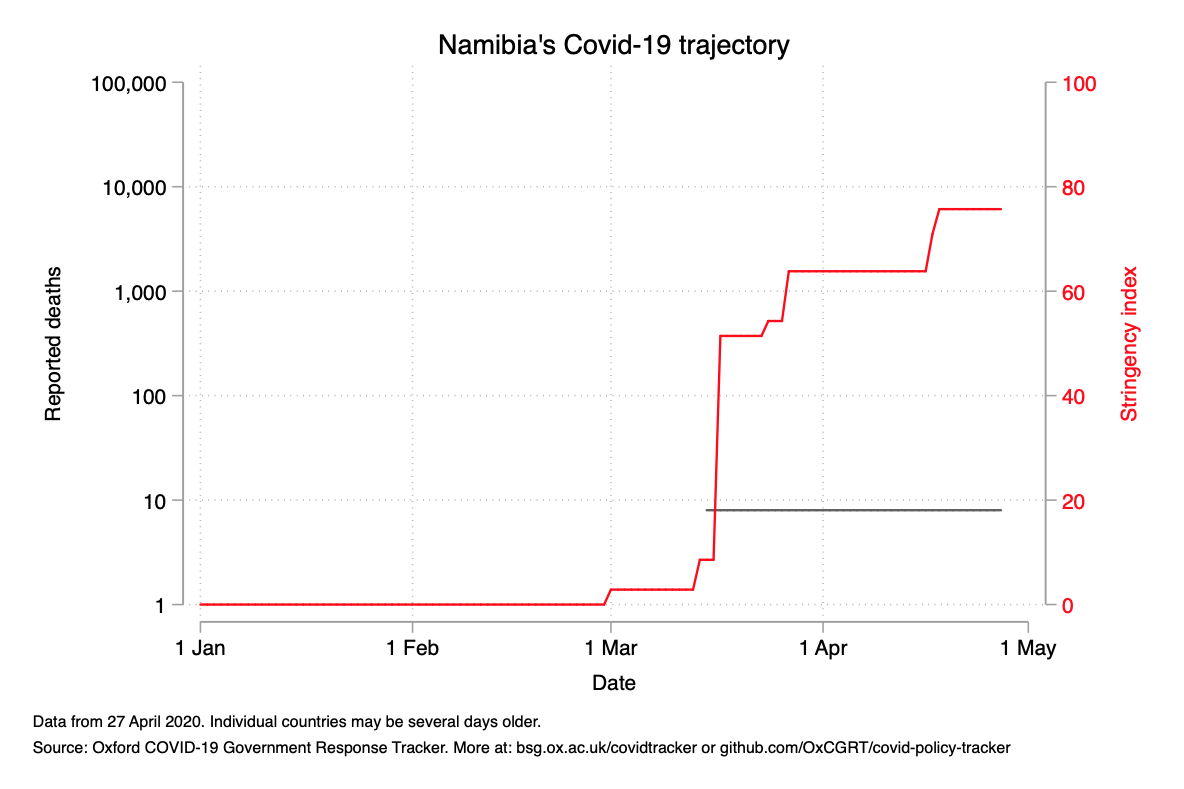 Namibia's Covid-19 trajectory
100,000
10,000
1,000
100
10
1
Reported deaths
100
80
60
40
20
0
Stringency index
1 Jan
1 Feb
1 Mar
1 Apr
1 May
Date
Data from 27 April 2020. Individual countries may be several days older.
Source: Oxford COVID-19 Government Response Tracker. More at: bsg.ox.ac.uk/covidtracker or github.com/OxCGRT/covid-policy-tracker